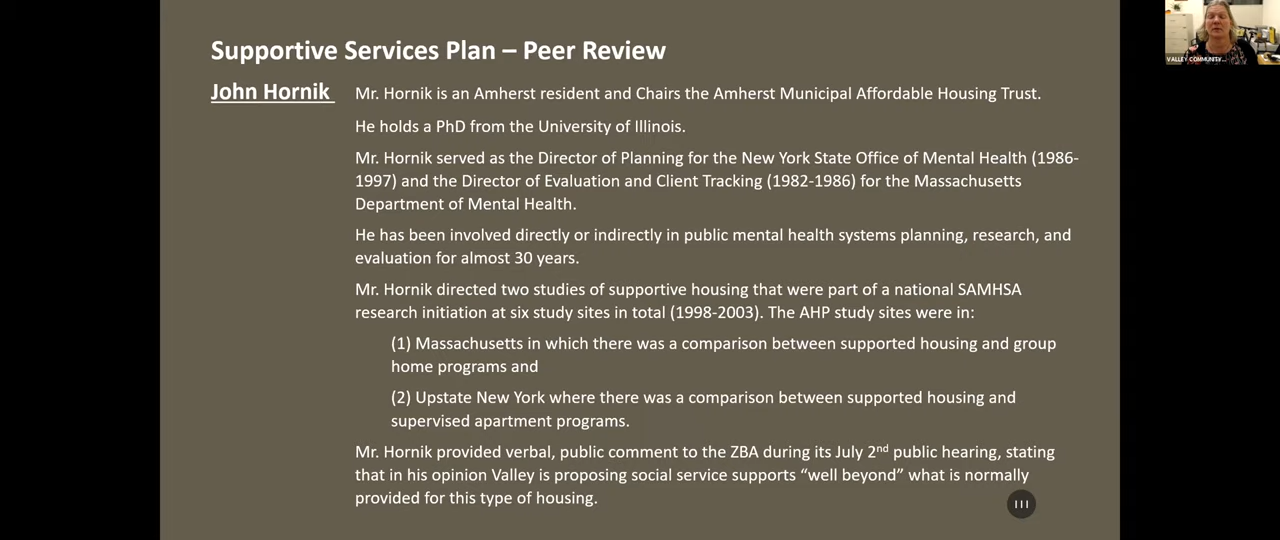 Supportive Services Plan – Peer Review
John Hornik
Mr. Hornik is an Amherst resident and Chairs the Amherst Municipal Affordable Housing Trust.
He holds a PhD from the University of Illinois.
Mr. Hornik served as the Director of Planning for the New York State Office of Mental Health (1986-
1997) and the Director of Evaluation and Client Tracking (1982-1986) for the Massachusetts
Department of Mental Health.
He has been involved directly or indirectly in public mental health systems planning, research, and
evaluation for almost 30 years.
Mr. Hornik directed two studies of supportive housing that were part of a national SAMHSA
research initiation at six study sites in total (1998-2003). The AHP study sites were in:
(1) Massachusetts in which there was a comparison between supported housing and group
home programs and
(2) Upstate New York where there was a comparison between supported housing and
supervised apartment programs.
Mr. Hornik provided verbal, public comment to the ZBA during its July 2nd public hearing, stating
that in his opinion Valley is proposing social service supports “well beyond” what is normally
provided for this type of housing.
VALLEY COMMUNITY...